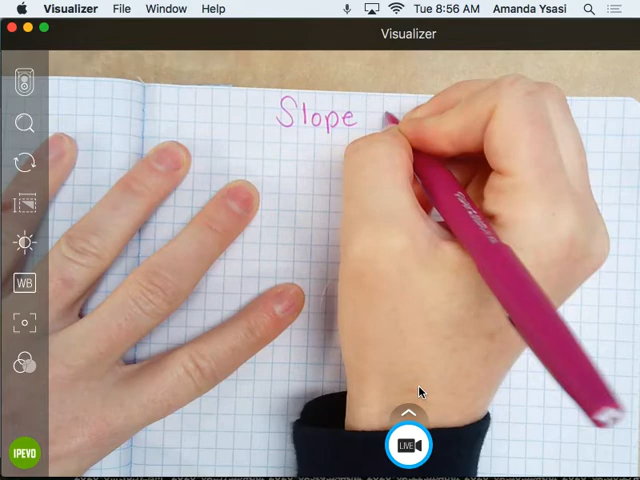 Visualizer File Window Help Tue 8:56 AM Amanda Ysasi
Visualizer
Slope
WB
LIVE
IPEVO